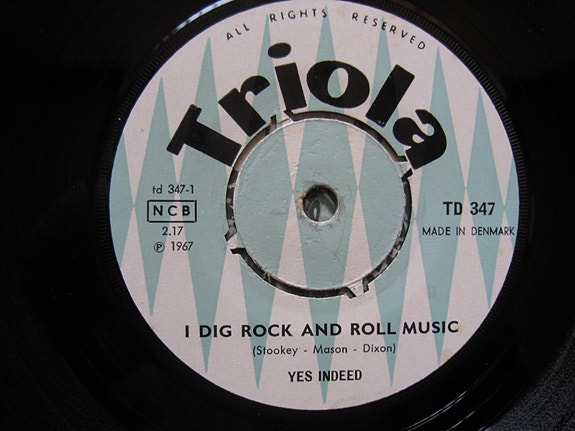 ALL RIGHTS RESERVED
Triola
td 347-1
NCB
2.17
℗ 1967
TD 347
MADE IN DENMARK
I DIG ROCK AND ROLL MUSIC
(Stookey - Mason - Dixon)
YES INDEED